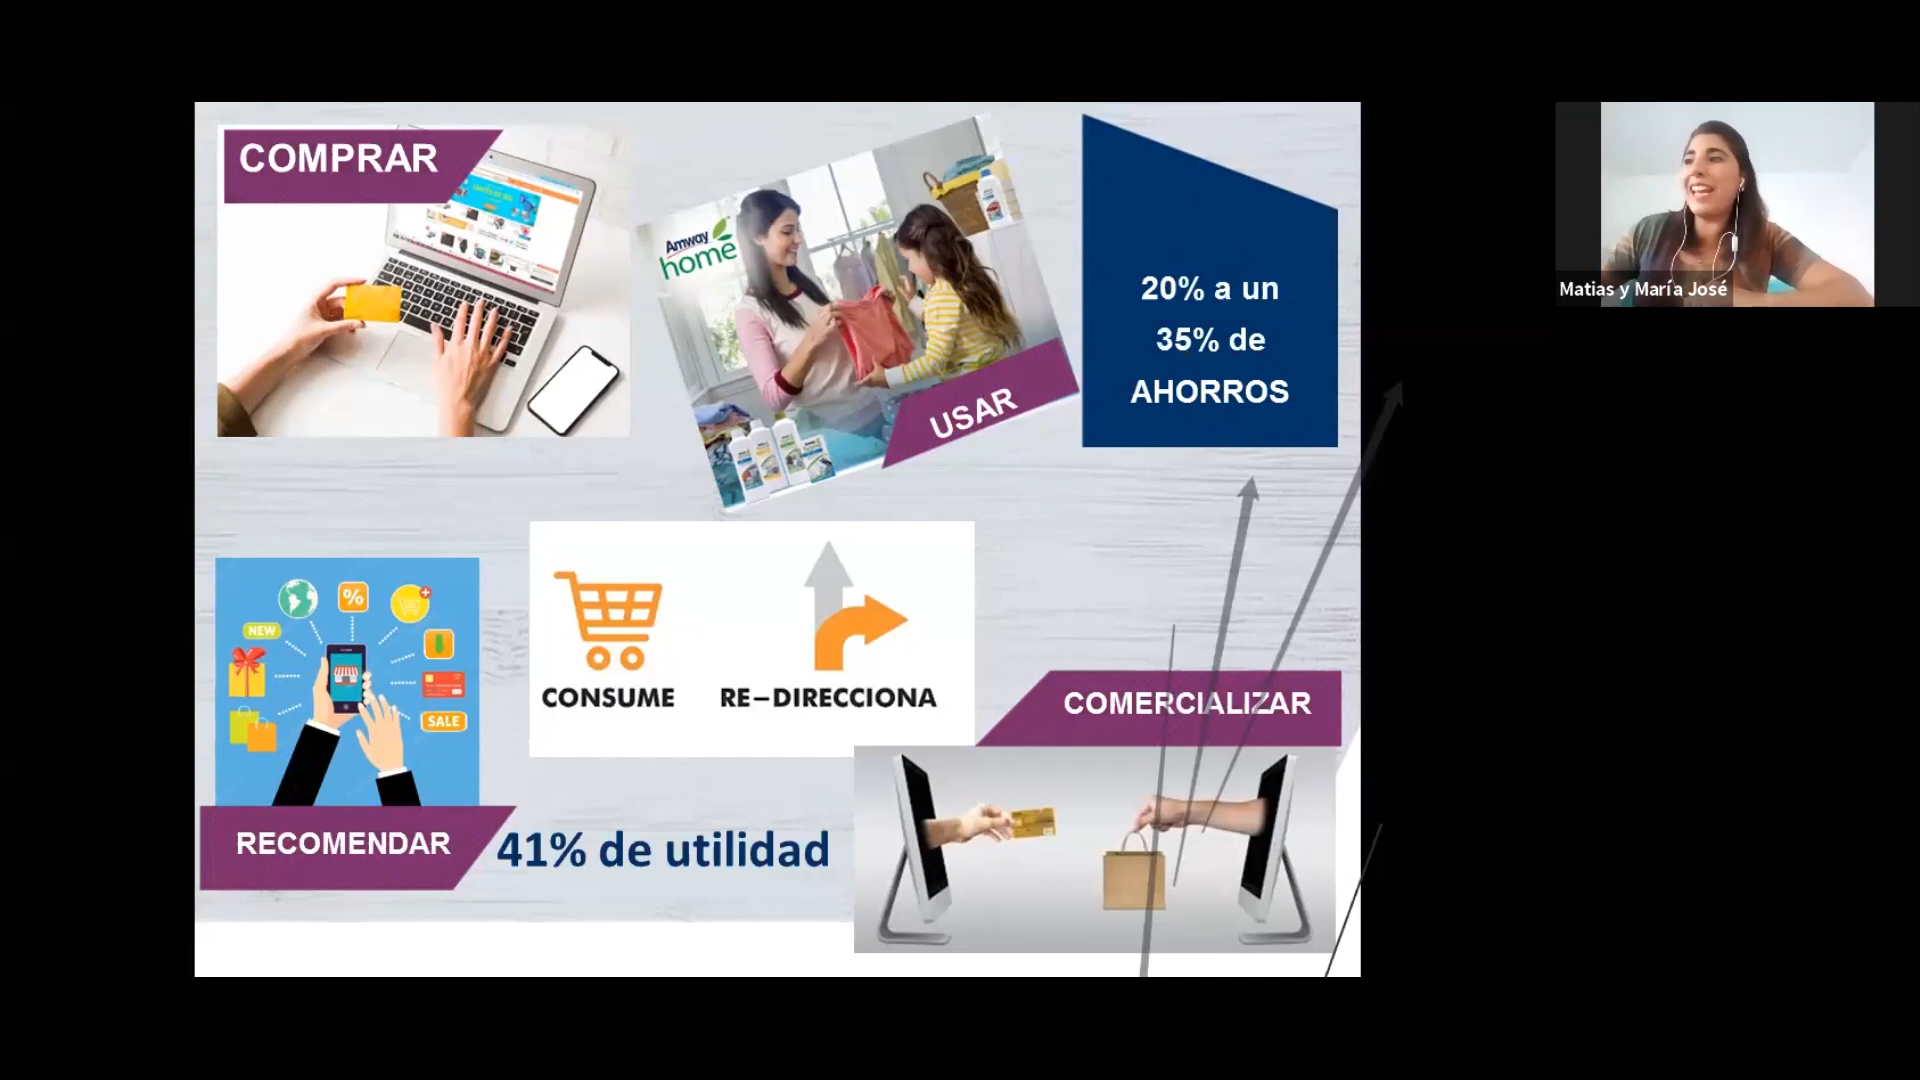 COMPRAR
Amway
home
USAR
20% a un
35% de
AHORROS
Matias y María José
%
NEW
SALE
CONSUME
RE-DIRECCIONA
COMERCIALIZAR
RECOMENDAR
41% de utilidad